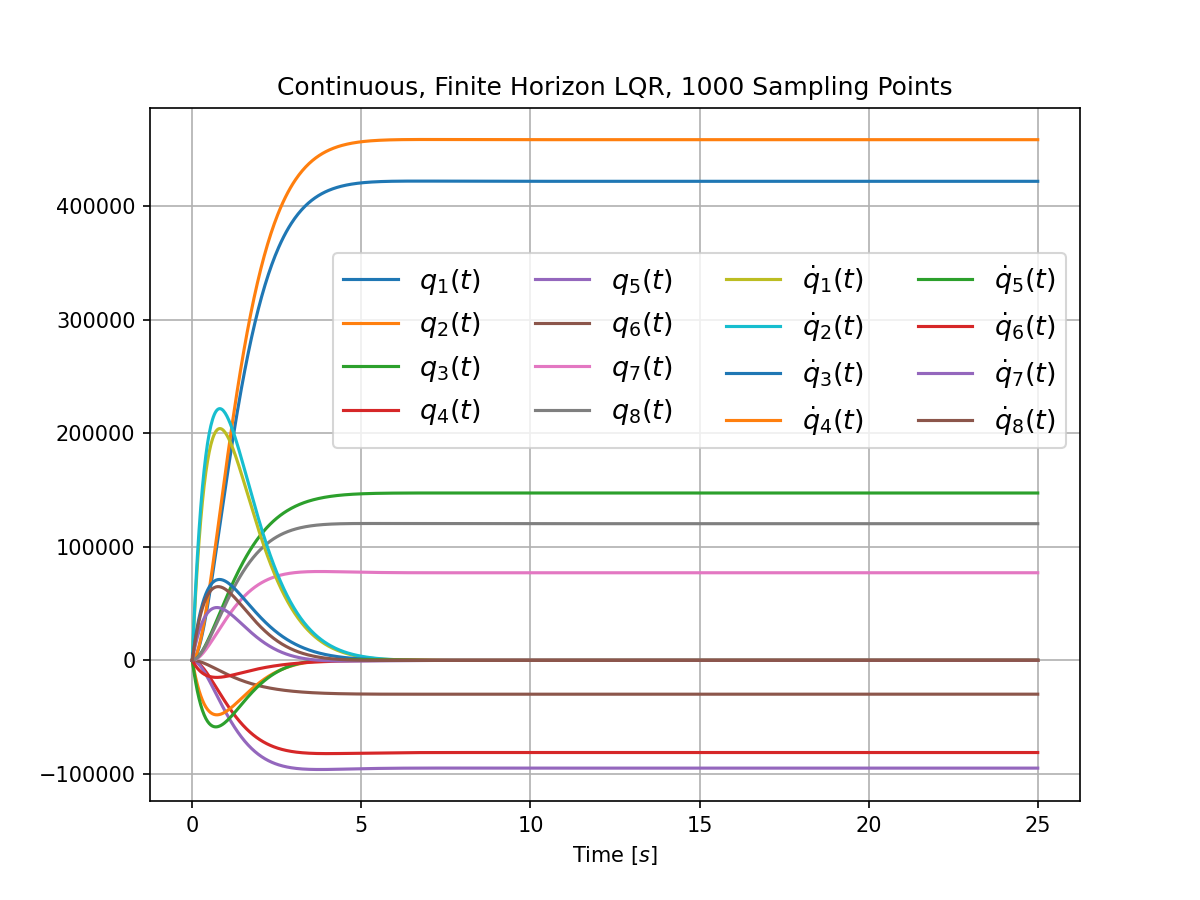 Continuous, Finite Horizon LQR, 1000 Sampling Points
400000
300000
200000
100000
0
−100000
q₁(t) q₅(t) q̇₁(t) q̇₅(t)
q₂(t) q₆(t) q̇₂(t) q̇₆(t)
q₃(t) q₇(t) q̇₃(t) q̇₇(t)
q₄(t) q₈(t) q̇₄(t) q̇₈(t)
0 5 10 15 20 25
Time [s]